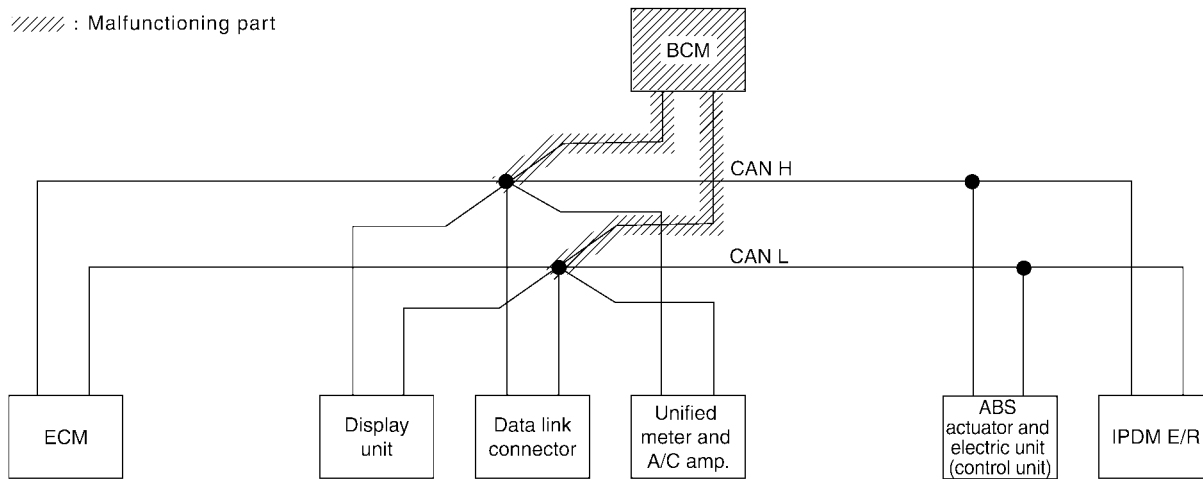 : Malfunctioning part
BCM
CAN H
CAN L
ECM
Display
unit
Data link
connector
Unified
meter and
A/C amp.
ABS
actuator and
electric unit
(control unit)
IPDM E/R